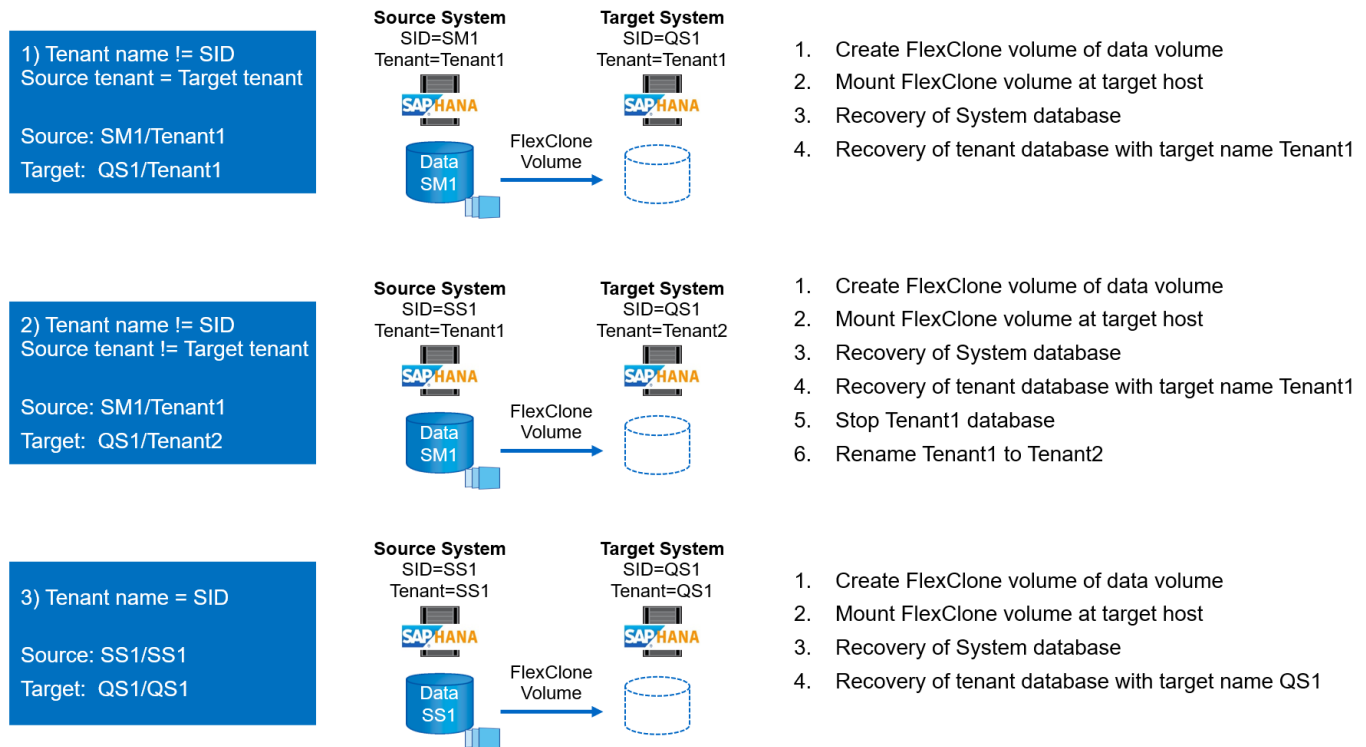 1) Tenant name != SID
Source tenant = Target tenant
Source: SM1/Tenant1
Target: QS1/Tenant1
Source System
SID=SM1
Tenant=Tenant1
SAP HANA
Data
SM1
FlexClone
Volume
Target System
SID=QS1
Tenant=Tenant1
SAP HANA
1. Create FlexClone volume of data volume
2. Mount FlexClone volume at target host
3. Recovery of System database
4. Recovery of tenant database with target name Tenant1
2) Tenant name != SID
Source tenant != Target tenant
Source: SM1/Tenant1
Target: QS1/Tenant2
Source System
SID=SS1
Tenant=Tenant1
SAP HANA
Data
SM1
FlexClone
Volume
Target System
SID=QS1
Tenant=Tenant2
SAP HANA
1. Create FlexClone volume of data volume
2. Mount FlexClone volume at target host
3. Recovery of System database
4. Recovery of tenant database with target name Tenant1
5. Stop Tenant1 database
6. Rename Tenant1 to Tenant2
3) Tenant name = SID
Source: SS1/SS1
Target: QS1/QS1
Source System
SID=SS1
Tenant=SS1
SAP HANA
Data
SS1
FlexClone
Volume
Target System
SID=QS1
Tenant=QS1
SAP HANA
1. Create FlexClone volume of data volume
2. Mount FlexClone volume at target host
3. Recovery of System database
4. Recovery of tenant database with target name QS1